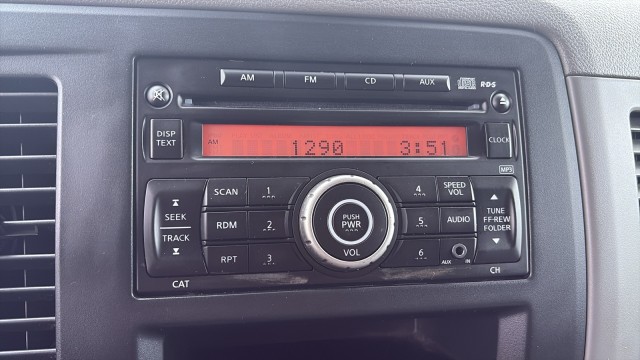 AM FM CD AUX R·D·S
DISP TEXT
AM 1290 3:51
CLOCK
MP3
SEEK
TRACK
CAT
SCAN 1
RDM 2
RPT 3
PUSH
PWR
VOL
4 SPEED VOL
5 AUDIO
6 AUX IN
TUNE
FF·REW
FOLDER
CH